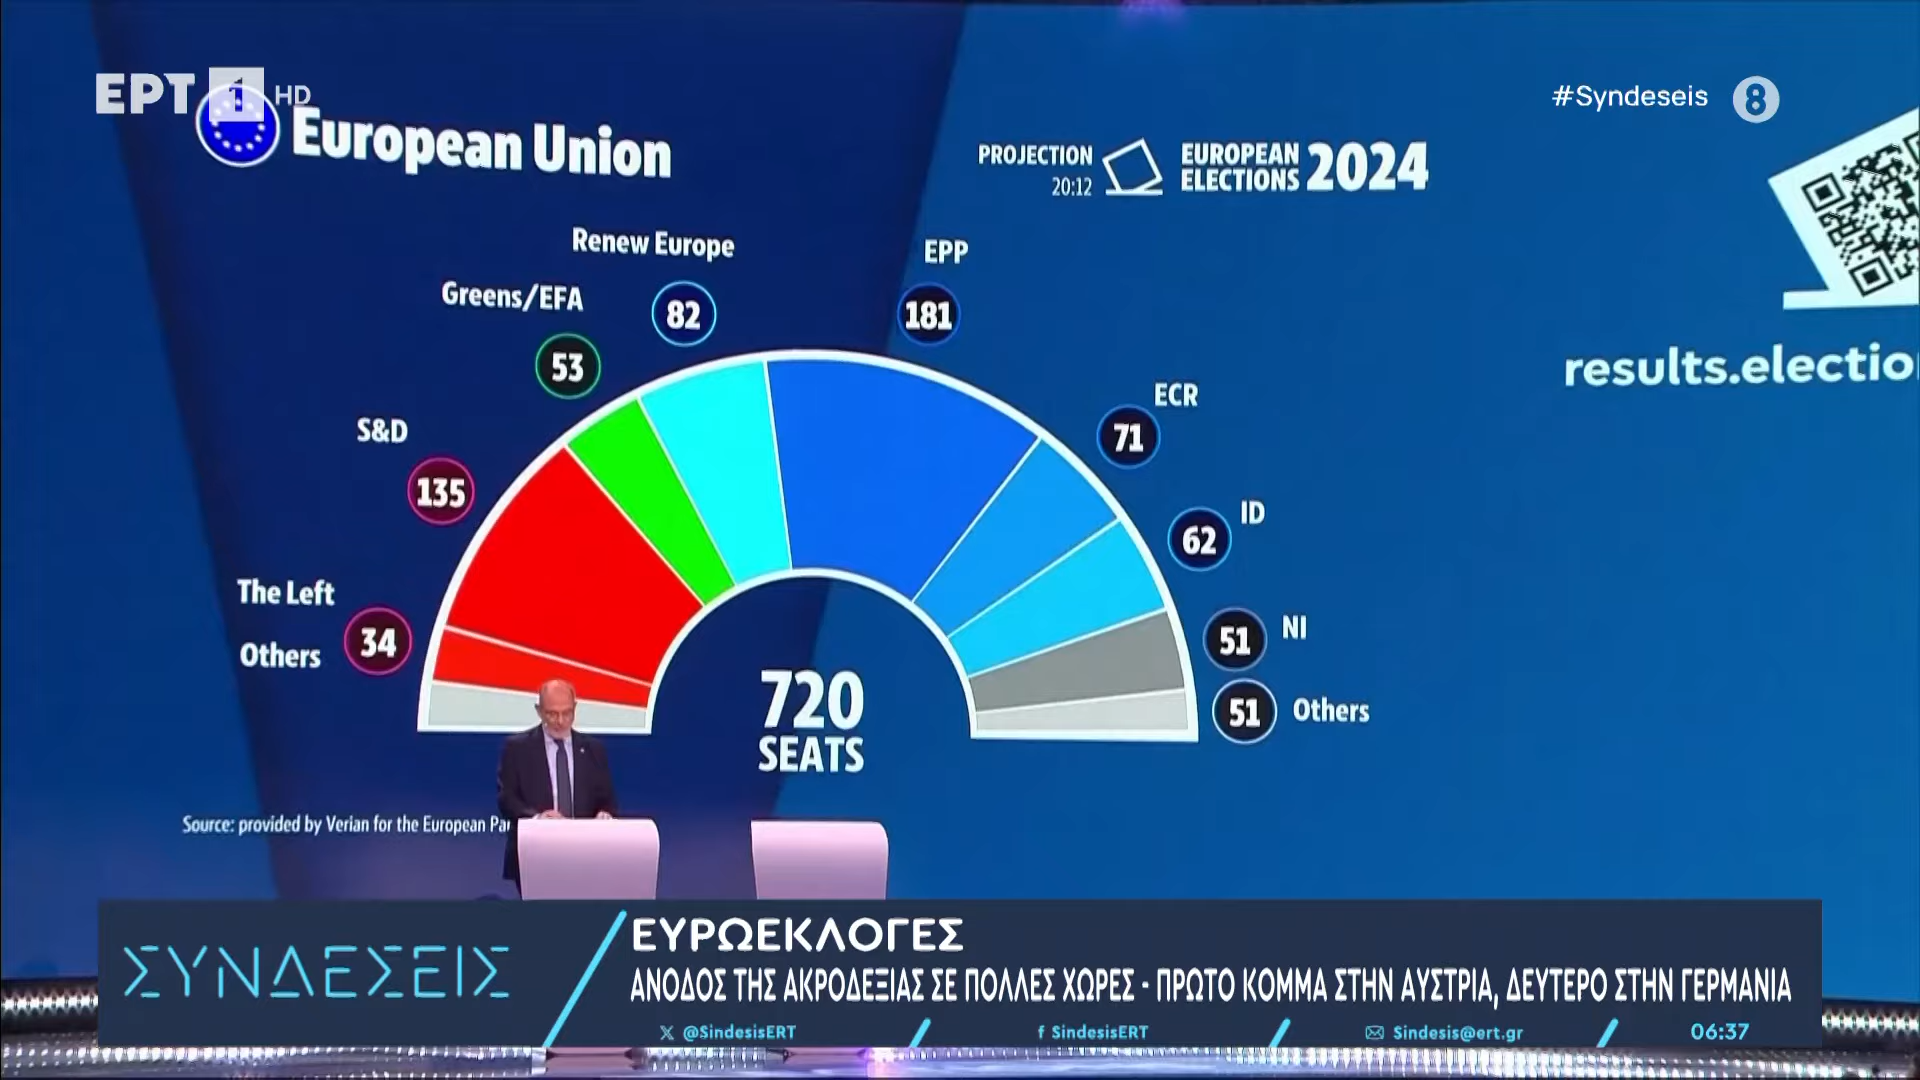 ΕΡΤ 1 HD
#Syndeseis 8
European Union
PROJECTION
20:12
EUROPEAN
ELECTIONS 2024
Renew Europe
82
EPP
181
Greens/EFA
53
ECR
71
S&D
135
ID
62
The Left
34
Others
NI
51
51
Others
720
SEATS
results.electio
Source: provided by Verian for the European Par
ΣΥΝΔΕΣΕΙΣ
ΕΥΡΩΕΚΛΟΓΕΣ
ΑΝΟΔΟΣ ΤΗΣ ΑΚΡΟΔΕΞΙΑΣ ΣΕ ΠΟΛΛΕΣ ΧΩΡΕΣ - ΠΡΩΤΟ ΚΟΜΜΑ ΣΤΗΝ ΑΥΣΤΡΙΑ, ΔΕΥΤΕΡΟ ΣΤΗΝ ΓΕΡΜΑΝΙΑ
X @SindesisERT
f SindesisERT
Sindesis@ert.gr
06:37